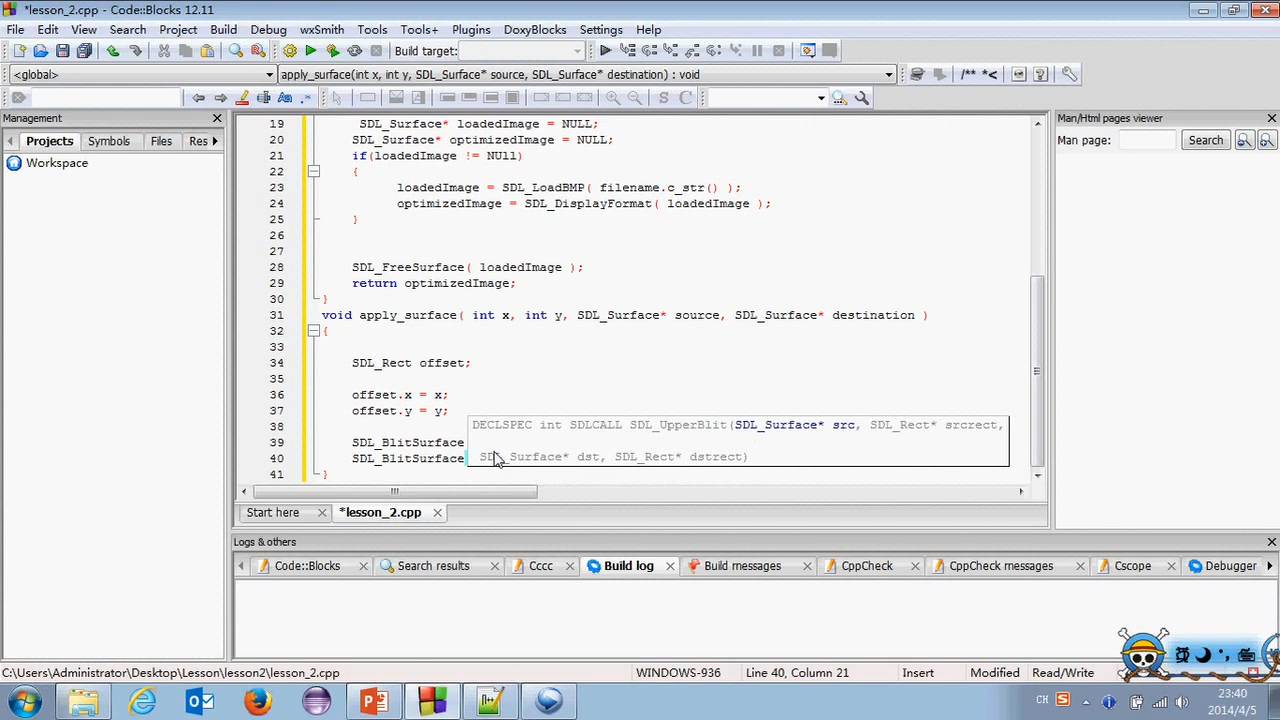 *lesson_2.cpp - Code::Blocks 12.11
File Edit View Search Project Build Debug wxSmith Tools Tools+ Plugins DoxyBlocks Settings Help
Build target:
<global> apply_surface(int x, int y, SDL_Surface* source, SDL_Surface* destination) : void
/** *<
Management
Projects Symbols Files Res
Workspace
19 SDL_Surface* loadedImage = NULL;
20 SDL_Surface* optimizedImage = NULL;
21 if(loadedImage != NUll)
22 {
23 loadedImage = SDL_LoadBMP( filename.c_str() );
24 optimizedImage = SDL_DisplayFormat( loadedImage );
25 }
26
27
28 SDL_FreeSurface( loadedImage );
29 return optimizedImage;
30 }
31 void apply_surface( int x, int y, SDL_Surface* source, SDL_Surface* destination )
32 {
33
34 SDL_Rect offset;
35
36 offset.x = x;
37 offset.y = y;
38
39 SDL_BlitSurface
40 SDL_BlitSurface
41 }
DECLSPEC int SDLCALL SDL_UpperBlit(SDL_Surface* src, SDL_Rect* srcrect,
SDL_Surface* dst, SDL_Rect* dstrect)
Start here *lesson_2.cpp
Man/Html pages viewer
Man page: Search
Logs & others
Code::Blocks Search results Cccc Build log Build messages CppCheck CppCheck messages Cscope Debugger
C:\Users\Administrator\Desktop\Lesson\lesson2\lesson_2.cpp WINDOWS-936 Line 40, Column 21 Insert Modified Read/Write
CH
23:40
2014/4/5